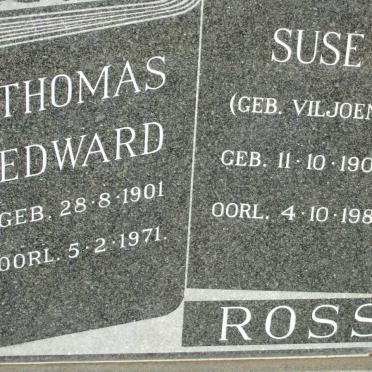 THOMAS
EDWARD
GEB. 28·8·1901
OORL. 5·2·1971.
SUSE
(GEB. VILJOEN
GEB. 11·10·190
OORL. 4·10·198
ROSS